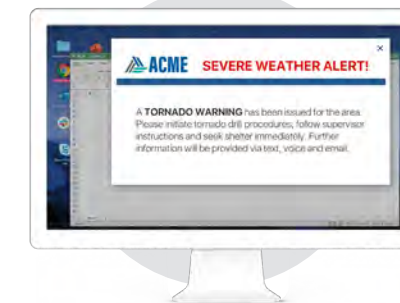 ACME SEVERE WEATHER ALERT!
A TORNADO WARNING has been issued for the area.
Please initiate tornado drill procedures, follow supervisor
instructions and seek shelter immediately. Further
information will be provided via text, voice and email.